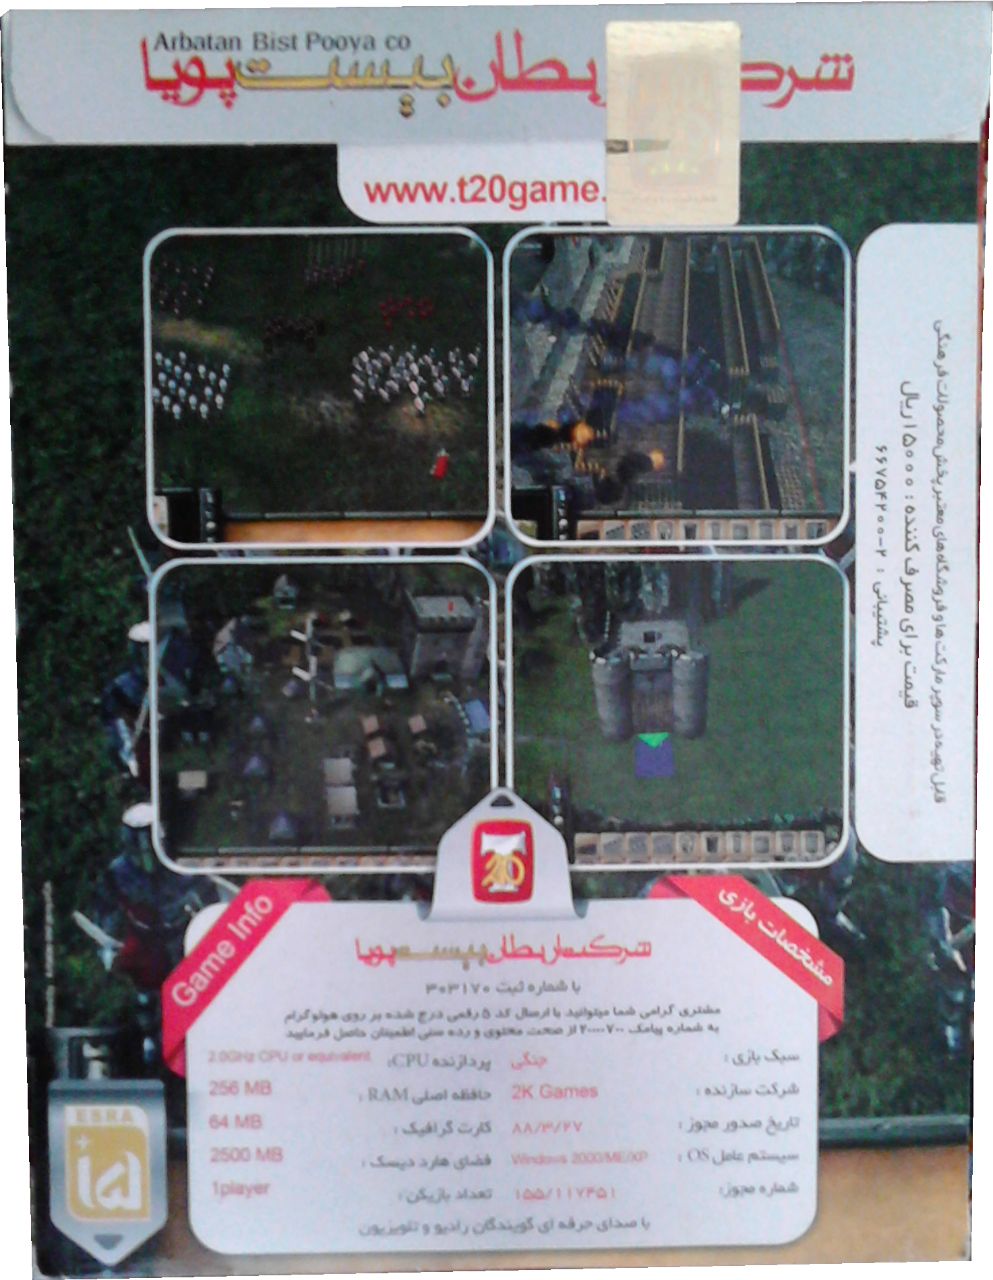 Arbatan Bist Pooya co
بیست پویا
www.t20game.
قابل تهیه در سوپر مارکت ها و فروشگاه های معتبر پخش محصولات فرهنگی
قیمت برای مصرف کننده : ۱۵۰۰۰ ریال
پشتیبانی : ۲-۶۶۷۵۴۲۰۰
20
Game Info
مشخصات بازی
شرکت اربطان بیست پویا
با شماره ثبت ۳۰۳۱۷۰
مشتری گرامی شما میتوانید با ارسال کد ۵ رقمی درج شده بر روی هولوگرام
به شماره پیامک ۲۰۰۰۰۷۰۰ از صحت محتوی و رده سنی اطمینان حاصل فرمایید
سبک بازی : جنگی
پردازنده CPU: 2.0GHz CPU or equivalent
شرکت سازنده : 2K Games
حافظه اصلی RAM : 256 MB
تاریخ صدور مجوز : ۸۸/۳/۲۷
کارت گرافیک : 64 MB
سیستم عامل OS : Windows 2000/ME/XP
فضای هارد دیسک : 2500 MB
شماره مجوز: ۱۵۵/۱۱۷۴۵۱
تعداد بازیکن: 1player
با صدای حرفه ای گویندگان رادیو و تلویزیون
ESRA